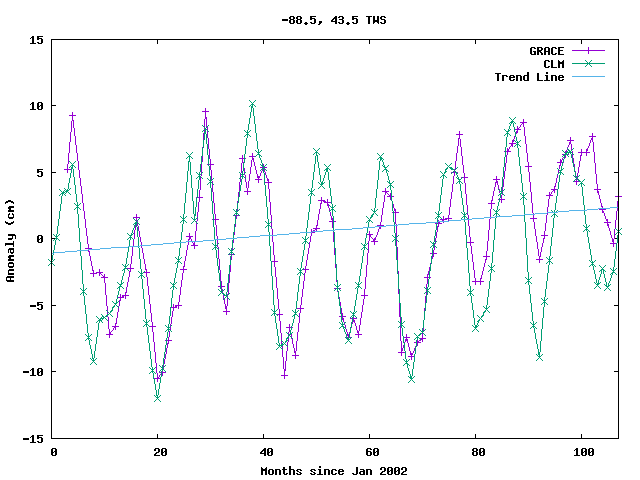 -88.5, 43.5 TWS
GRACE
CLM
Trend Line
15
10
5
0
-5
-10
-15
Anomaly (cm)
0 20 40 60 80 100
Months since Jan 2002